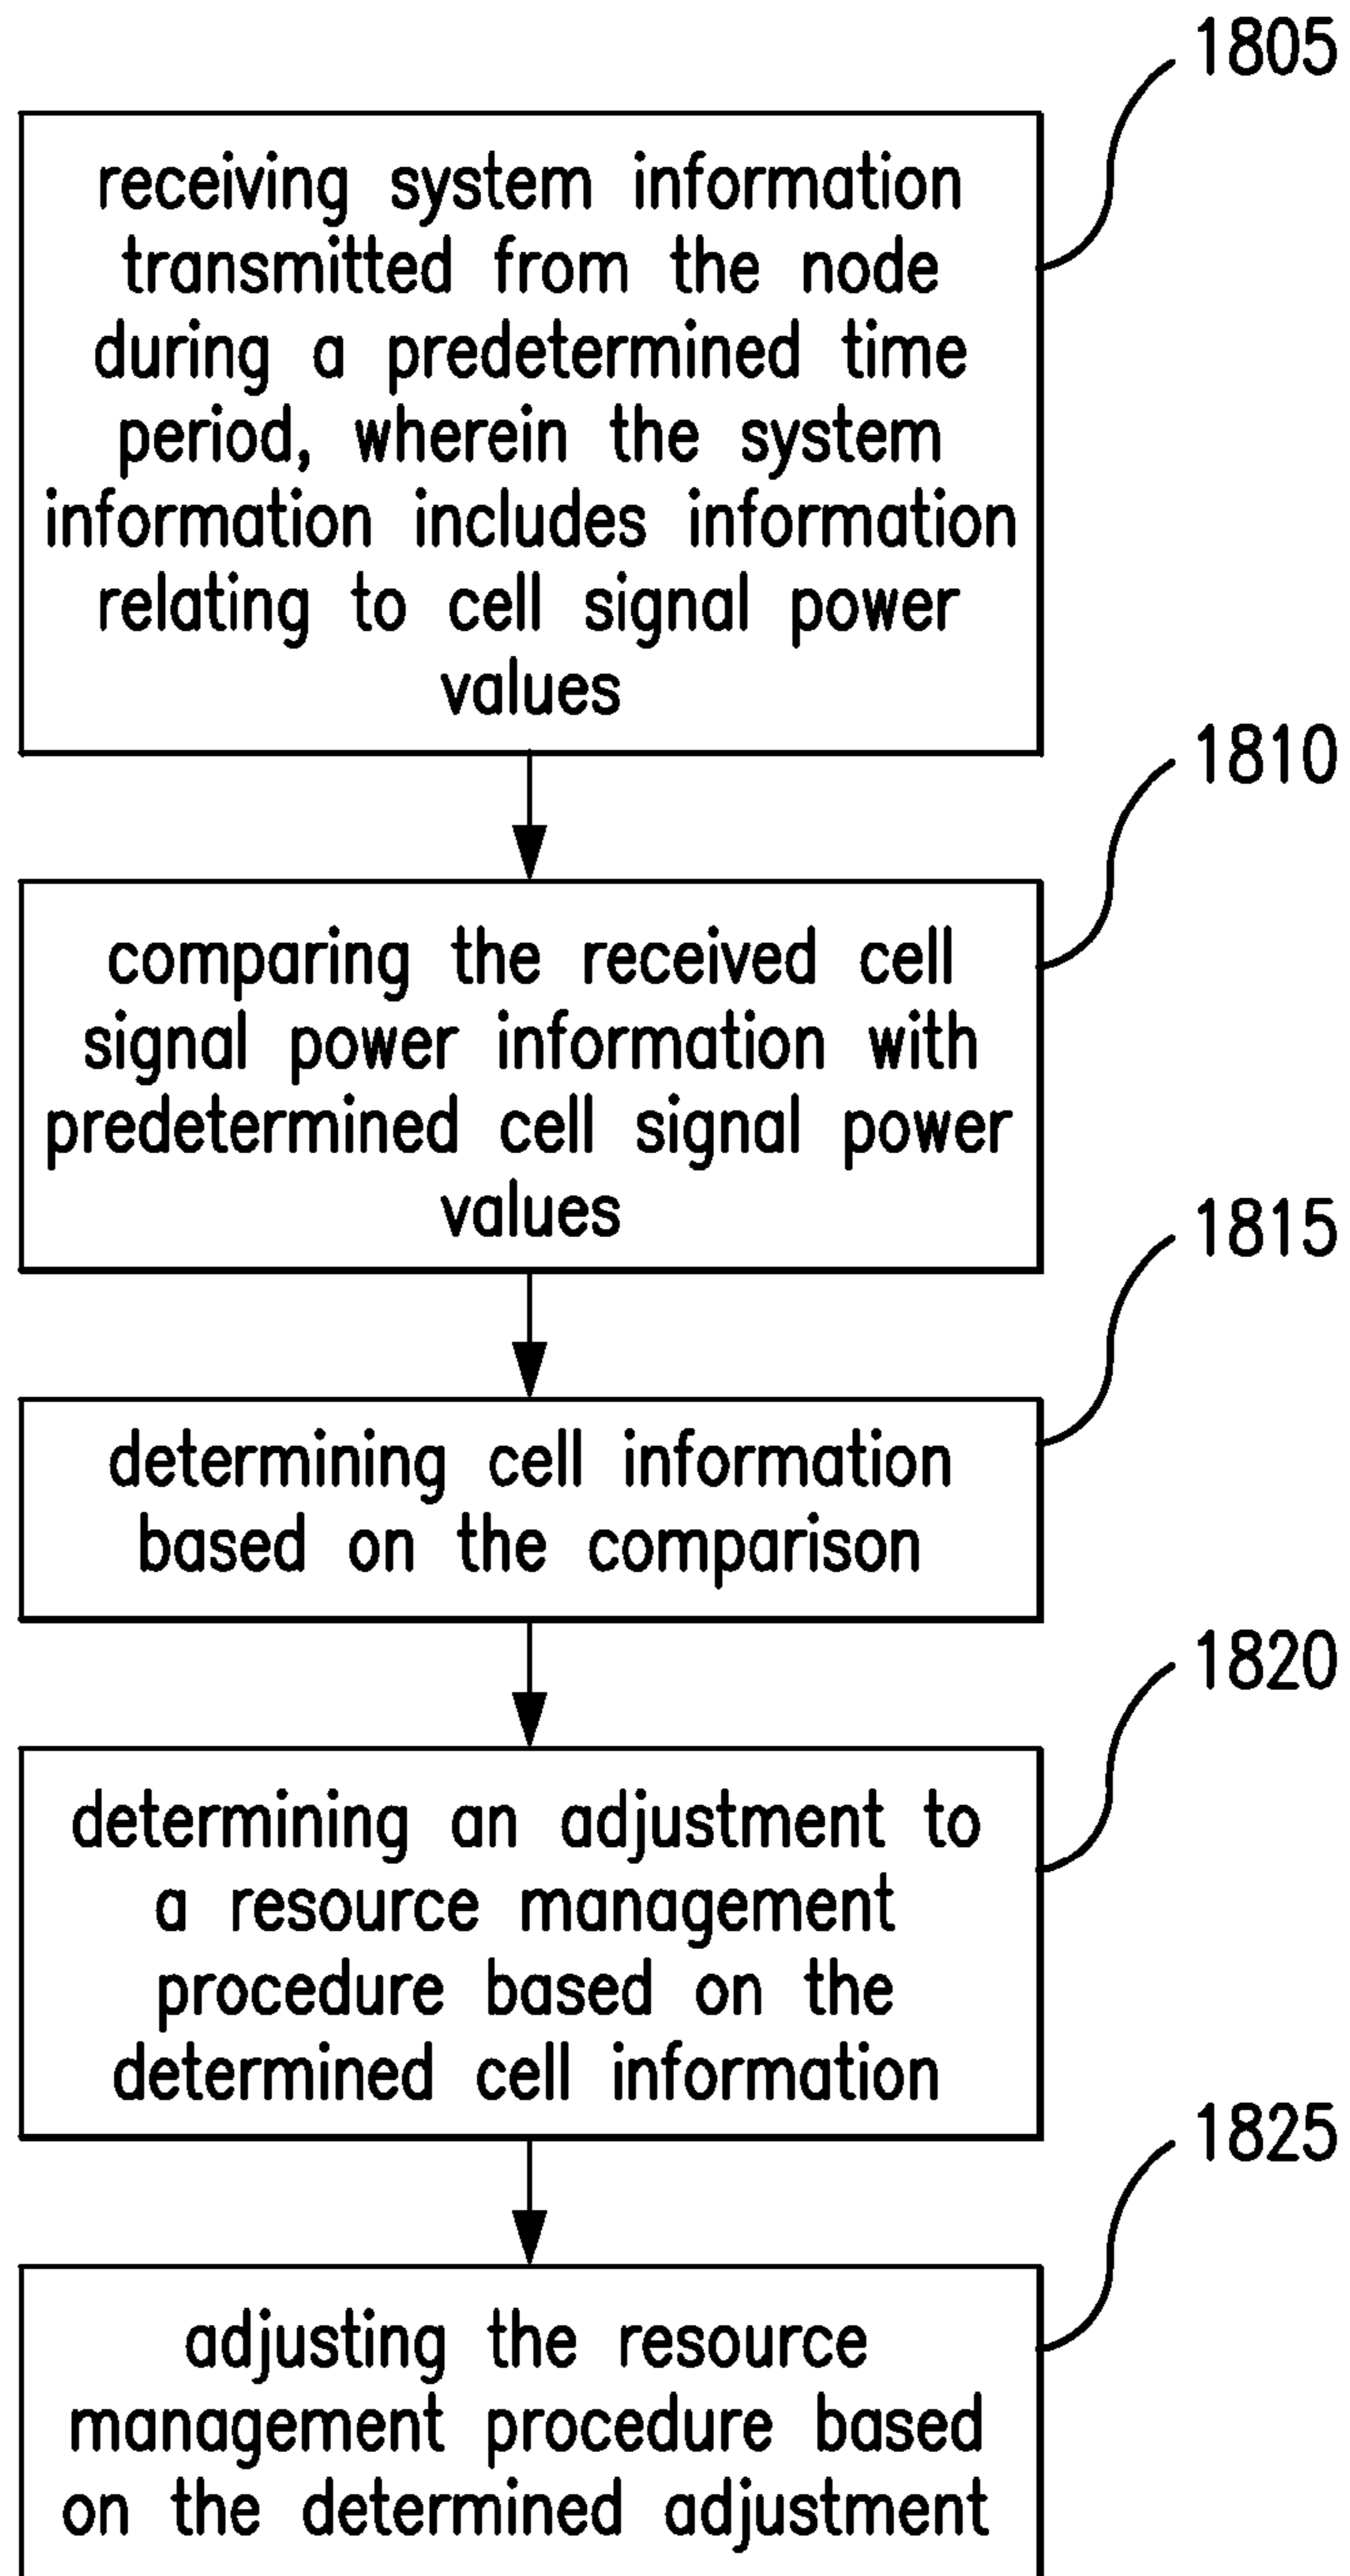 1805
receiving system information
transmitted from the node
during a predetermined time
period, wherein the system
information includes information
relating to cell signal power
values
1810
comparing the received cell
signal power information with
predetermined cell signal power
values
1815
determining cell information
based on the comparison
1820
determining an adjustment to
a resource management
procedure based on the
determined cell information
1825
adjusting the resource
management procedure based
on the determined adjustment